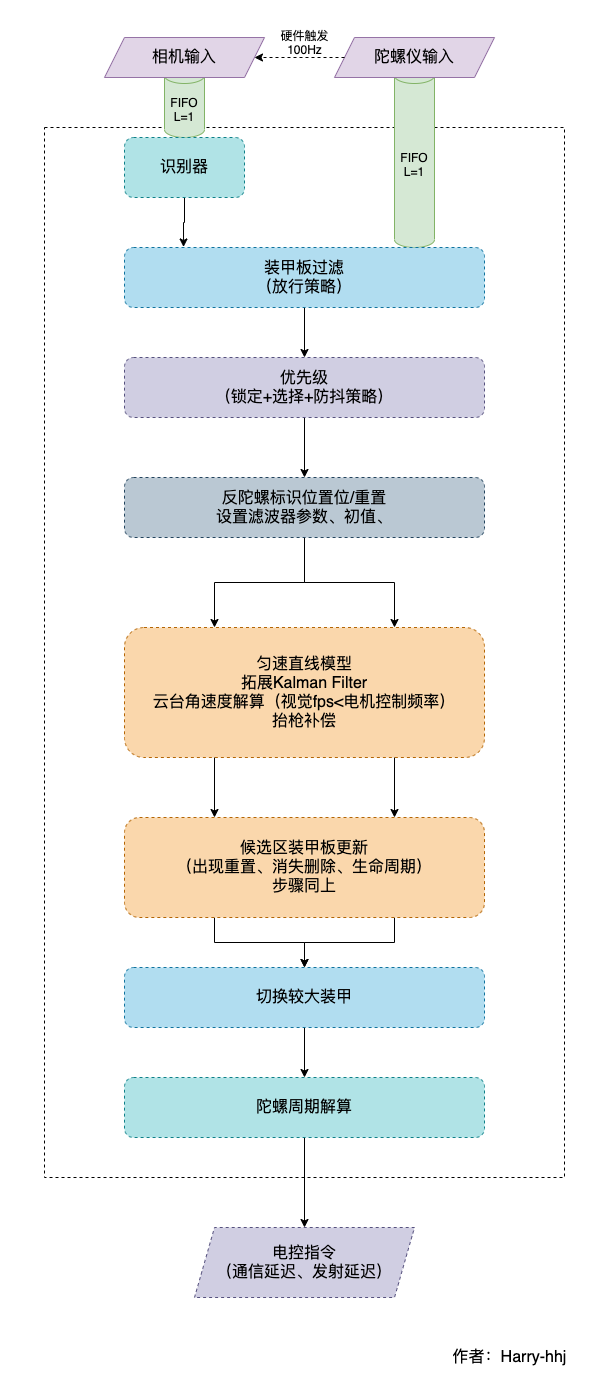 硬件触发
100Hz
相机输入
陀螺仪输入
FIFO
L=1
FIFO
L=1
识别器
装甲板过滤
（放行策略）
优先级
（锁定+选择+防抖策略）
反陀螺标识位置位/重置
设置滤波器参数、初值、
匀速直线模型
拓展Kalman Filter
云台角速度解算（视觉fps<电机控制频率）
抬枪补偿
候选区装甲板更新
（出现重置、消失删除、生命周期）
步骤同上
切换较大装甲
陀螺周期解算
电控指令
（通信延迟、发射延迟）
作者：Harry-hhj